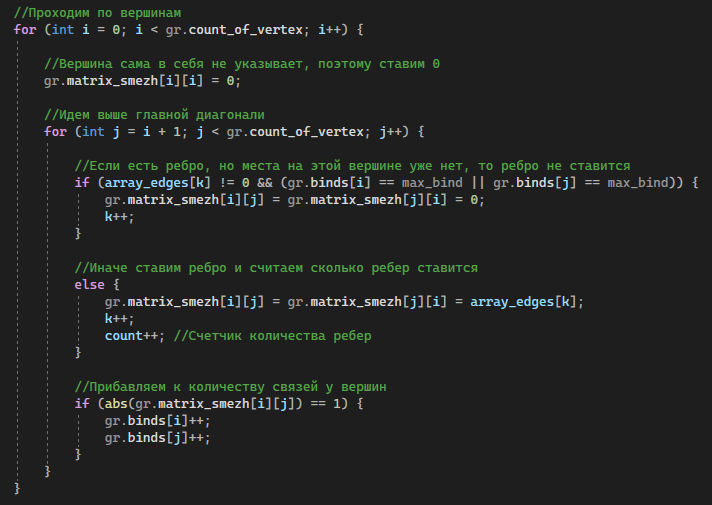 //Проходим по вершинам
for (int i = 0; i < gr.count_of_vertex; i++) {
//Вершина сама в себя не указывает, поэтому ставим 0
gr.matrix_smezh[i][i] = 0;
//Идем выше главной диагонали
for (int j = i + 1; j < gr.count_of_vertex; j++) {
//Если есть ребро, но места на этой вершине уже нет, то ребро не ставится
if (array_edges[k] != 0 && (gr.binds[i] == max_bind || gr.binds[j] == max_bind)) {
gr.matrix_smezh[i][j] = gr.matrix_smezh[j][i] = 0;
k++;
}
//Иначе ставим ребро и считаем сколько ребер ставится
else {
gr.matrix_smezh[i][j] = gr.matrix_smezh[j][i] = array_edges[k];
k++;
count++; //Счетчик количества ребер
}
//Прибавляем к количеству связей у вершин
if (abs(gr.matrix_smezh[i][j]) == 1) {
gr.binds[i]++;
gr.binds[j]++;
}
}
}